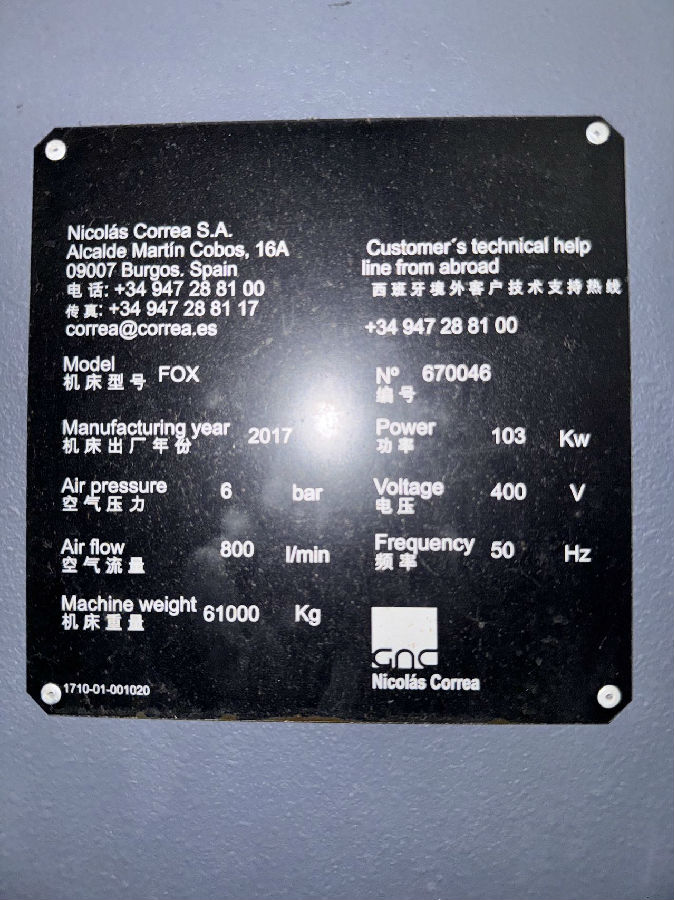 Nicolás Correa S.A.
Alcalde Martín Cobos, 16A
09007 Burgos. Spain
电 话: +34 947 28 81 00
传 真: +34 947 28 81 17
correa@correa.es
Customer´s technical help
line from abroad
西班牙境外客户技术支持热线
+34 947 28 81 00
Model
机床型号 FOX
Nº 670046
编号
Manufacturing year 2017
机床出厂年份
Power 103 Kw
功率
Air pressure 6 bar
空气压力
Voltage 400 V
电压
Air flow 800 l/min
空气流量
Frequency 50 Hz
频率
Machine weight 61000 Kg
机床重量
GNC
Nicolás Correa
1710-01-001020